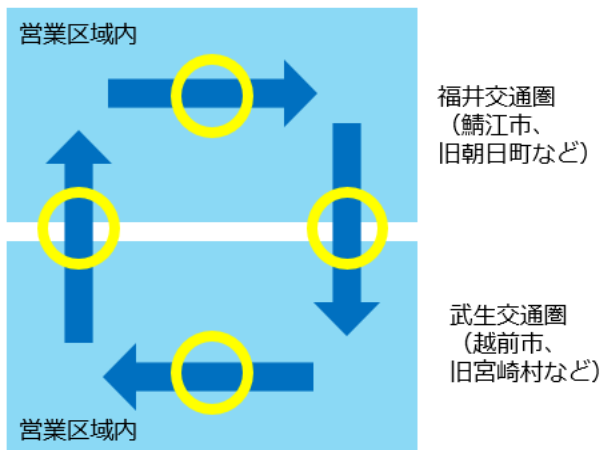 営業区域内
福井交通圏
（鯖江市、
旧朝日町など）
武生交通圏
（越前市、
旧宮崎村など）
営業区域内